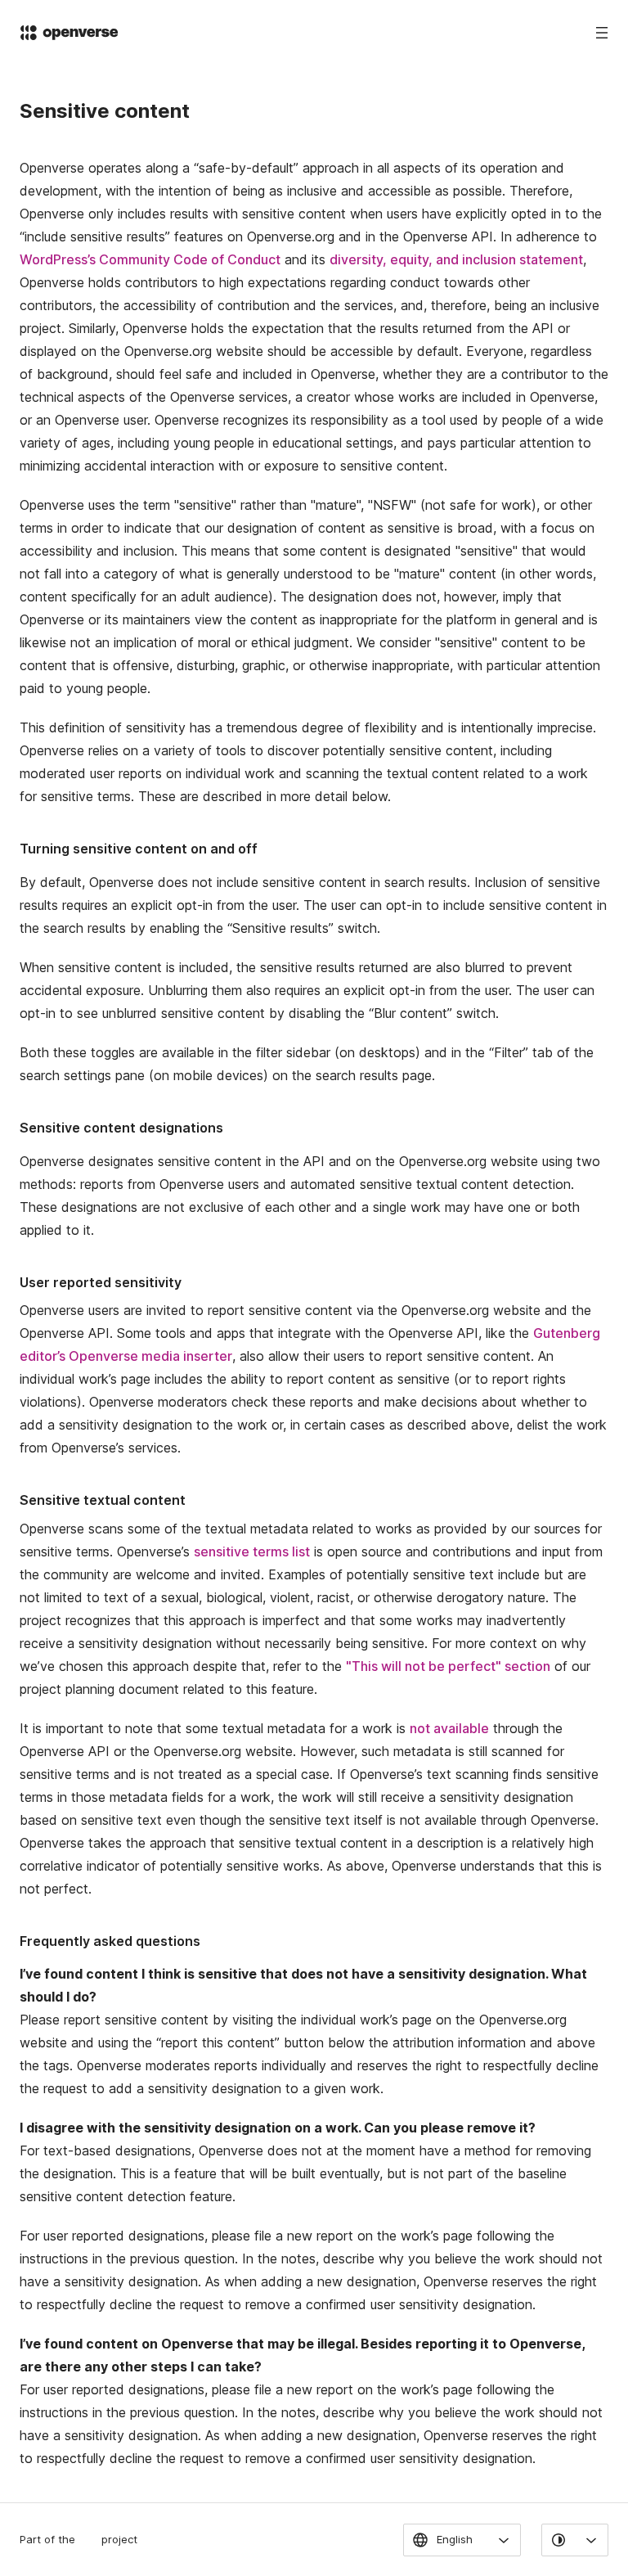 openverse
Sensitive content
Openverse operates along a “safe-by-default” approach in all aspects of its operation and
development, with the intention of being as inclusive and accessible as possible. Therefore,
Openverse only includes results with sensitive content when users have explicitly opted in to the
“include sensitive results” features on Openverse.org and in the Openverse API. In adherence to
WordPress’s Community Code of Conduct and its diversity, equity, and inclusion statement,
Openverse holds contributors to high expectations regarding conduct towards other
contributors, the accessibility of contribution and the services, and, therefore, being an inclusive
project. Similarly, Openverse holds the expectation that the results returned from the API or
displayed on the Openverse.org website should be accessible by default. Everyone, regardless
of background, should feel safe and included in Openverse, whether they are a contributor to the
technical aspects of the Openverse services, a creator whose works are included in Openverse,
or an Openverse user. Openverse recognizes its responsibility as a tool used by people of a wide
variety of ages, including young people in educational settings, and pays particular attention to
minimizing accidental interaction with or exposure to sensitive content.
Openverse uses the term "sensitive" rather than "mature", "NSFW" (not safe for work), or other
terms in order to indicate that our designation of content as sensitive is broad, with a focus on
accessibility and inclusion. This means that some content is designated "sensitive" that would
not fall into a category of what is generally understood to be "mature" content (in other words,
content specifically for an adult audience). The designation does not, however, imply that
Openverse or its maintainers view the content as inappropriate for the platform in general and is
likewise not an implication of moral or ethical judgment. We consider "sensitive" content to be
content that is offensive, disturbing, graphic, or otherwise inappropriate, with particular attention
paid to young people.
This definition of sensitivity has a tremendous degree of flexibility and is intentionally imprecise.
Openverse relies on a variety of tools to discover potentially sensitive content, including
moderated user reports on individual work and scanning the textual content related to a work
for sensitive terms. These are described in more detail below.
Turning sensitive content on and off
By default, Openverse does not include sensitive content in search results. Inclusion of sensitive
results requires an explicit opt-in from the user. The user can opt-in to include sensitive content in
the search results by enabling the “Sensitive results” switch.
When sensitive content is included, the sensitive results returned are also blurred to prevent
accidental exposure. Unblurring them also requires an explicit opt-in from the user. The user can
opt-in to see unblurred sensitive content by disabling the “Blur content” switch.
Both these toggles are available in the filter sidebar (on desktops) and in the “Filter” tab of the
search settings pane (on mobile devices) on the search results page.
Sensitive content designations
Openverse designates sensitive content in the API and on the Openverse.org website using two
methods: reports from Openverse users and automated sensitive textual content detection.
These designations are not exclusive of each other and a single work may have one or both
applied to it.
User reported sensitivity
Openverse users are invited to report sensitive content via the Openverse.org website and the
Openverse API. Some tools and apps that integrate with the Openverse API, like the Gutenberg
editor’s Openverse media inserter, also allow their users to report sensitive content. An
individual work’s page includes the ability to report content as sensitive (or to report rights
violations). Openverse moderators check these reports and make decisions about whether to
add a sensitivity designation to the work or, in certain cases as described above, delist the work
from Openverse’s services.
Sensitive textual content
Openverse scans some of the textual metadata related to works as provided by our sources for
sensitive terms. Openverse’s sensitive terms list is open source and contributions and input from
the community are welcome and invited. Examples of potentially sensitive text include but are
not limited to text of a sexual, biological, violent, racist, or otherwise derogatory nature. The
project recognizes that this approach is imperfect and that some works may inadvertently
receive a sensitivity designation without necessarily being sensitive. For more context on why
we’ve chosen this approach despite that, refer to the "This will not be perfect" section of our
project planning document related to this feature.
It is important to note that some textual metadata for a work is not available through the
Openverse API or the Openverse.org website. However, such metadata is still scanned for
sensitive terms and is not treated as a special case. If Openverse’s text scanning finds sensitive
terms in those metadata fields for a work, the work will still receive a sensitivity designation
based on sensitive text even though the sensitive text itself is not available through Openverse.
Openverse takes the approach that sensitive textual content in a description is a relatively high
correlative indicator of potentially sensitive works. As above, Openverse understands that this is
not perfect.
Frequently asked questions
I’ve found content I think is sensitive that does not have a sensitivity designation. What
should I do?
Please report sensitive content by visiting the individual work’s page on the Openverse.org
website and using the “report this content” button below the attribution information and above
the tags. Openverse moderates reports individually and reserves the right to respectfully decline
the request to add a sensitivity designation to a given work.
I disagree with the sensitivity designation on a work. Can you please remove it?
For text-based designations, Openverse does not at the moment have a method for removing
the designation. This is a feature that will be built eventually, but is not part of the baseline
sensitive content detection feature.
For user reported designations, please file a new report on the work’s page following the
instructions in the previous question. In the notes, describe why you believe the work should not
have a sensitivity designation. As when adding a new designation, Openverse reserves the right
to respectfully decline the request to remove a confirmed user sensitivity designation.
I’ve found content on Openverse that may be illegal. Besides reporting it to Openverse,
are there any other steps I can take?
For user reported designations, please file a new report on the work’s page following the
instructions in the previous question. In the notes, describe why you believe the work should not
have a sensitivity designation. As when adding a new designation, Openverse reserves the right
to respectfully decline the request to remove a confirmed user sensitivity designation.
Part of the project
English